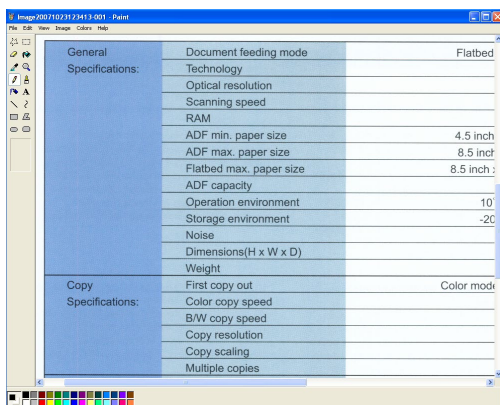 Image20071023123413-001 - Paint
File Edit View Image Colors Help
General Document feeding mode Flatbed
Specifications: Technology
Optical resolution
Scanning speed
RAM
ADF min. paper size 4.5 inch
ADF max. paper size 8.5 inch
Flatbed max. paper size 8.5 inch
ADF capacity
Operation environment 10
Storage environment -20
Noise
Dimensions(H x W x D)
Weight
Copy First copy out Color mode
Specifications: Color copy speed
B/W copy speed
Copy resolution
Copy scaling
Multiple copies